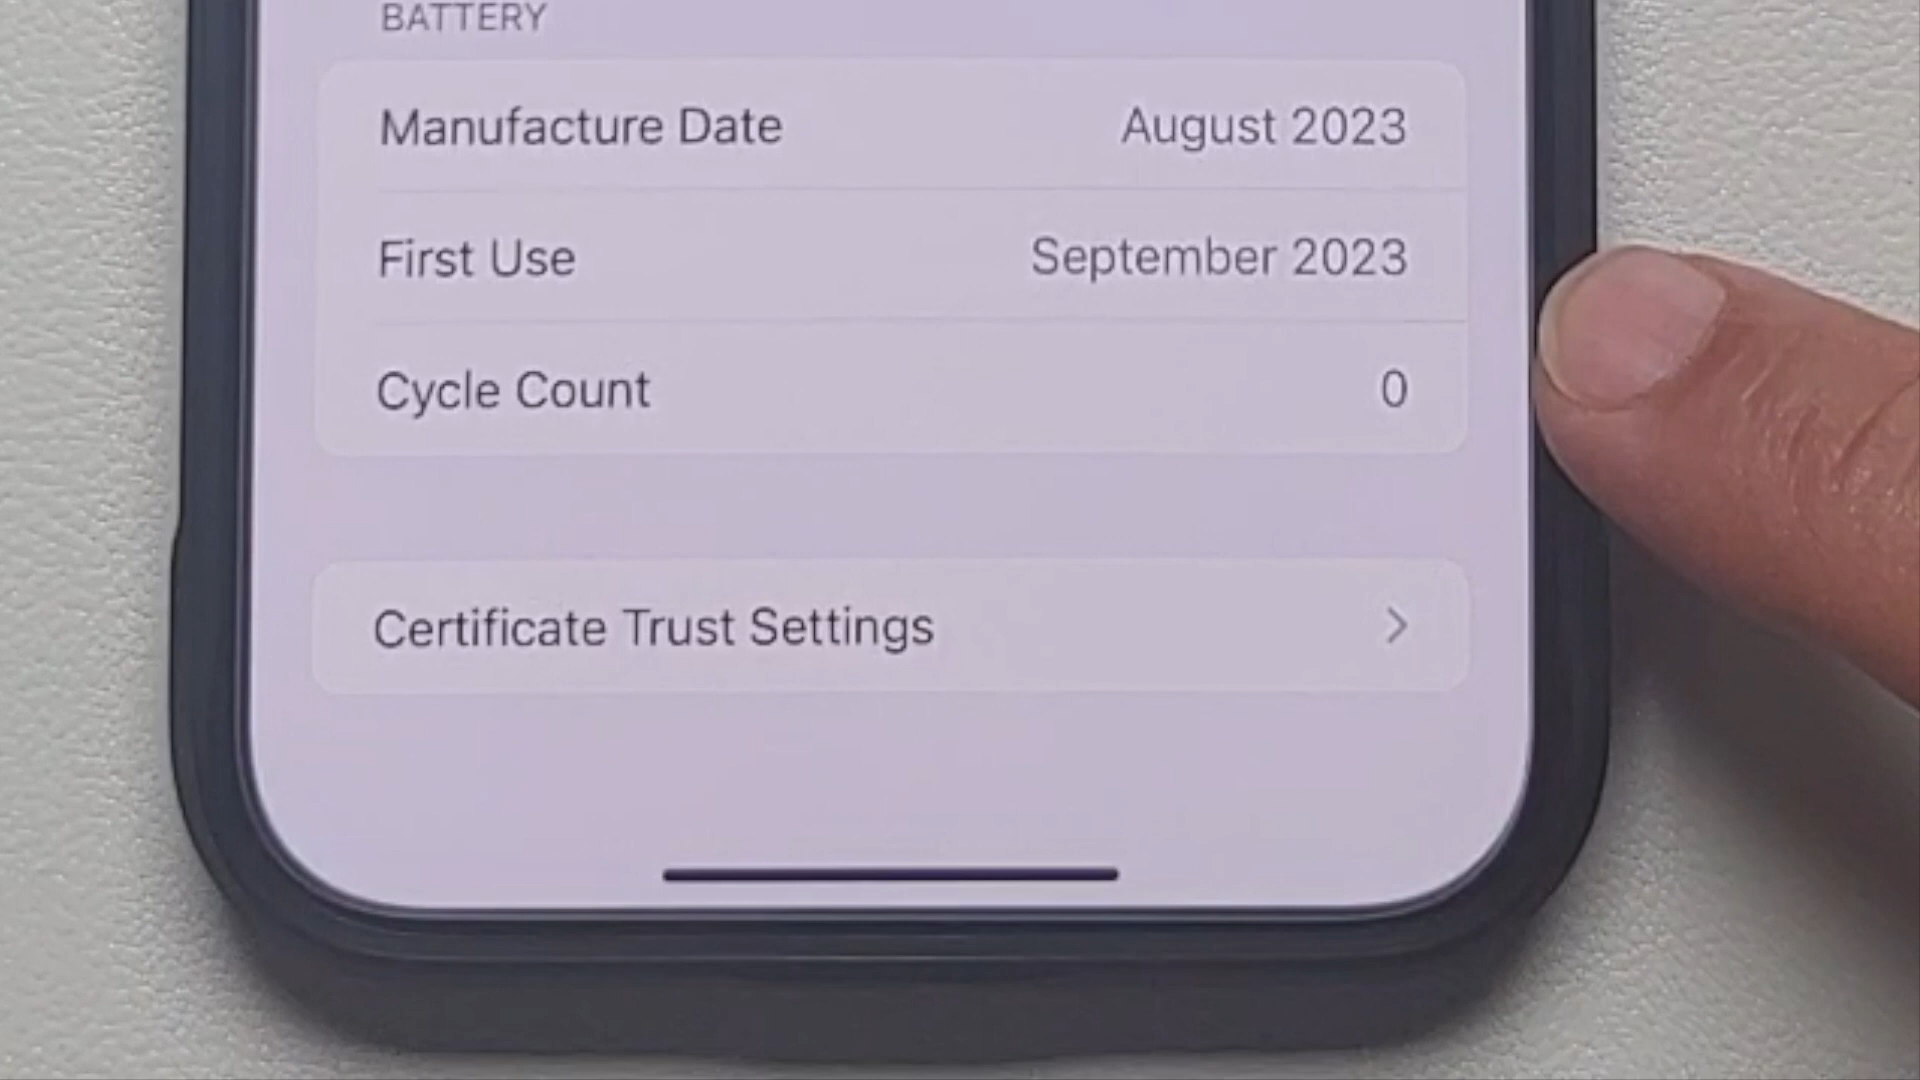 BATTERY
Manufacture Date August 2023
First Use September 2023
Cycle Count 0
Certificate Trust Settings